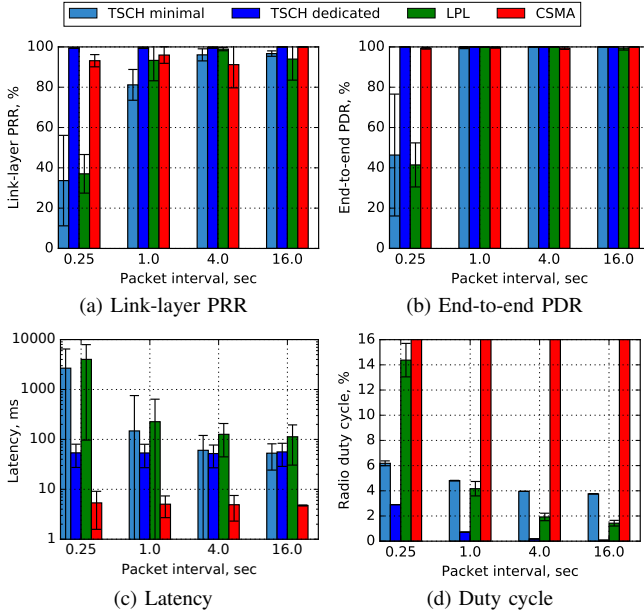 TSCH minimal TSCH dedicated LPL CSMA
Link-layer PRR, %
100
80
60
40
20
0
0.25 1.0 4.0 16.0
Packet interval, sec
(a) Link-layer PRR
End-to-end PDR, %
100
80
60
40
20
0
0.25 1.0 4.0 16.0
Packet interval, sec
(b) End-to-end PDR
Latency, ms
10000
1000
100
10
1
0.25 1.0 4.0 16.0
Packet interval, sec
(c) Latency
Radio duty cycle, %
16
14
12
10
8
6
4
2
0
0.25 1.0 4.0 16.0
Packet interval, sec
(d) Duty cycle